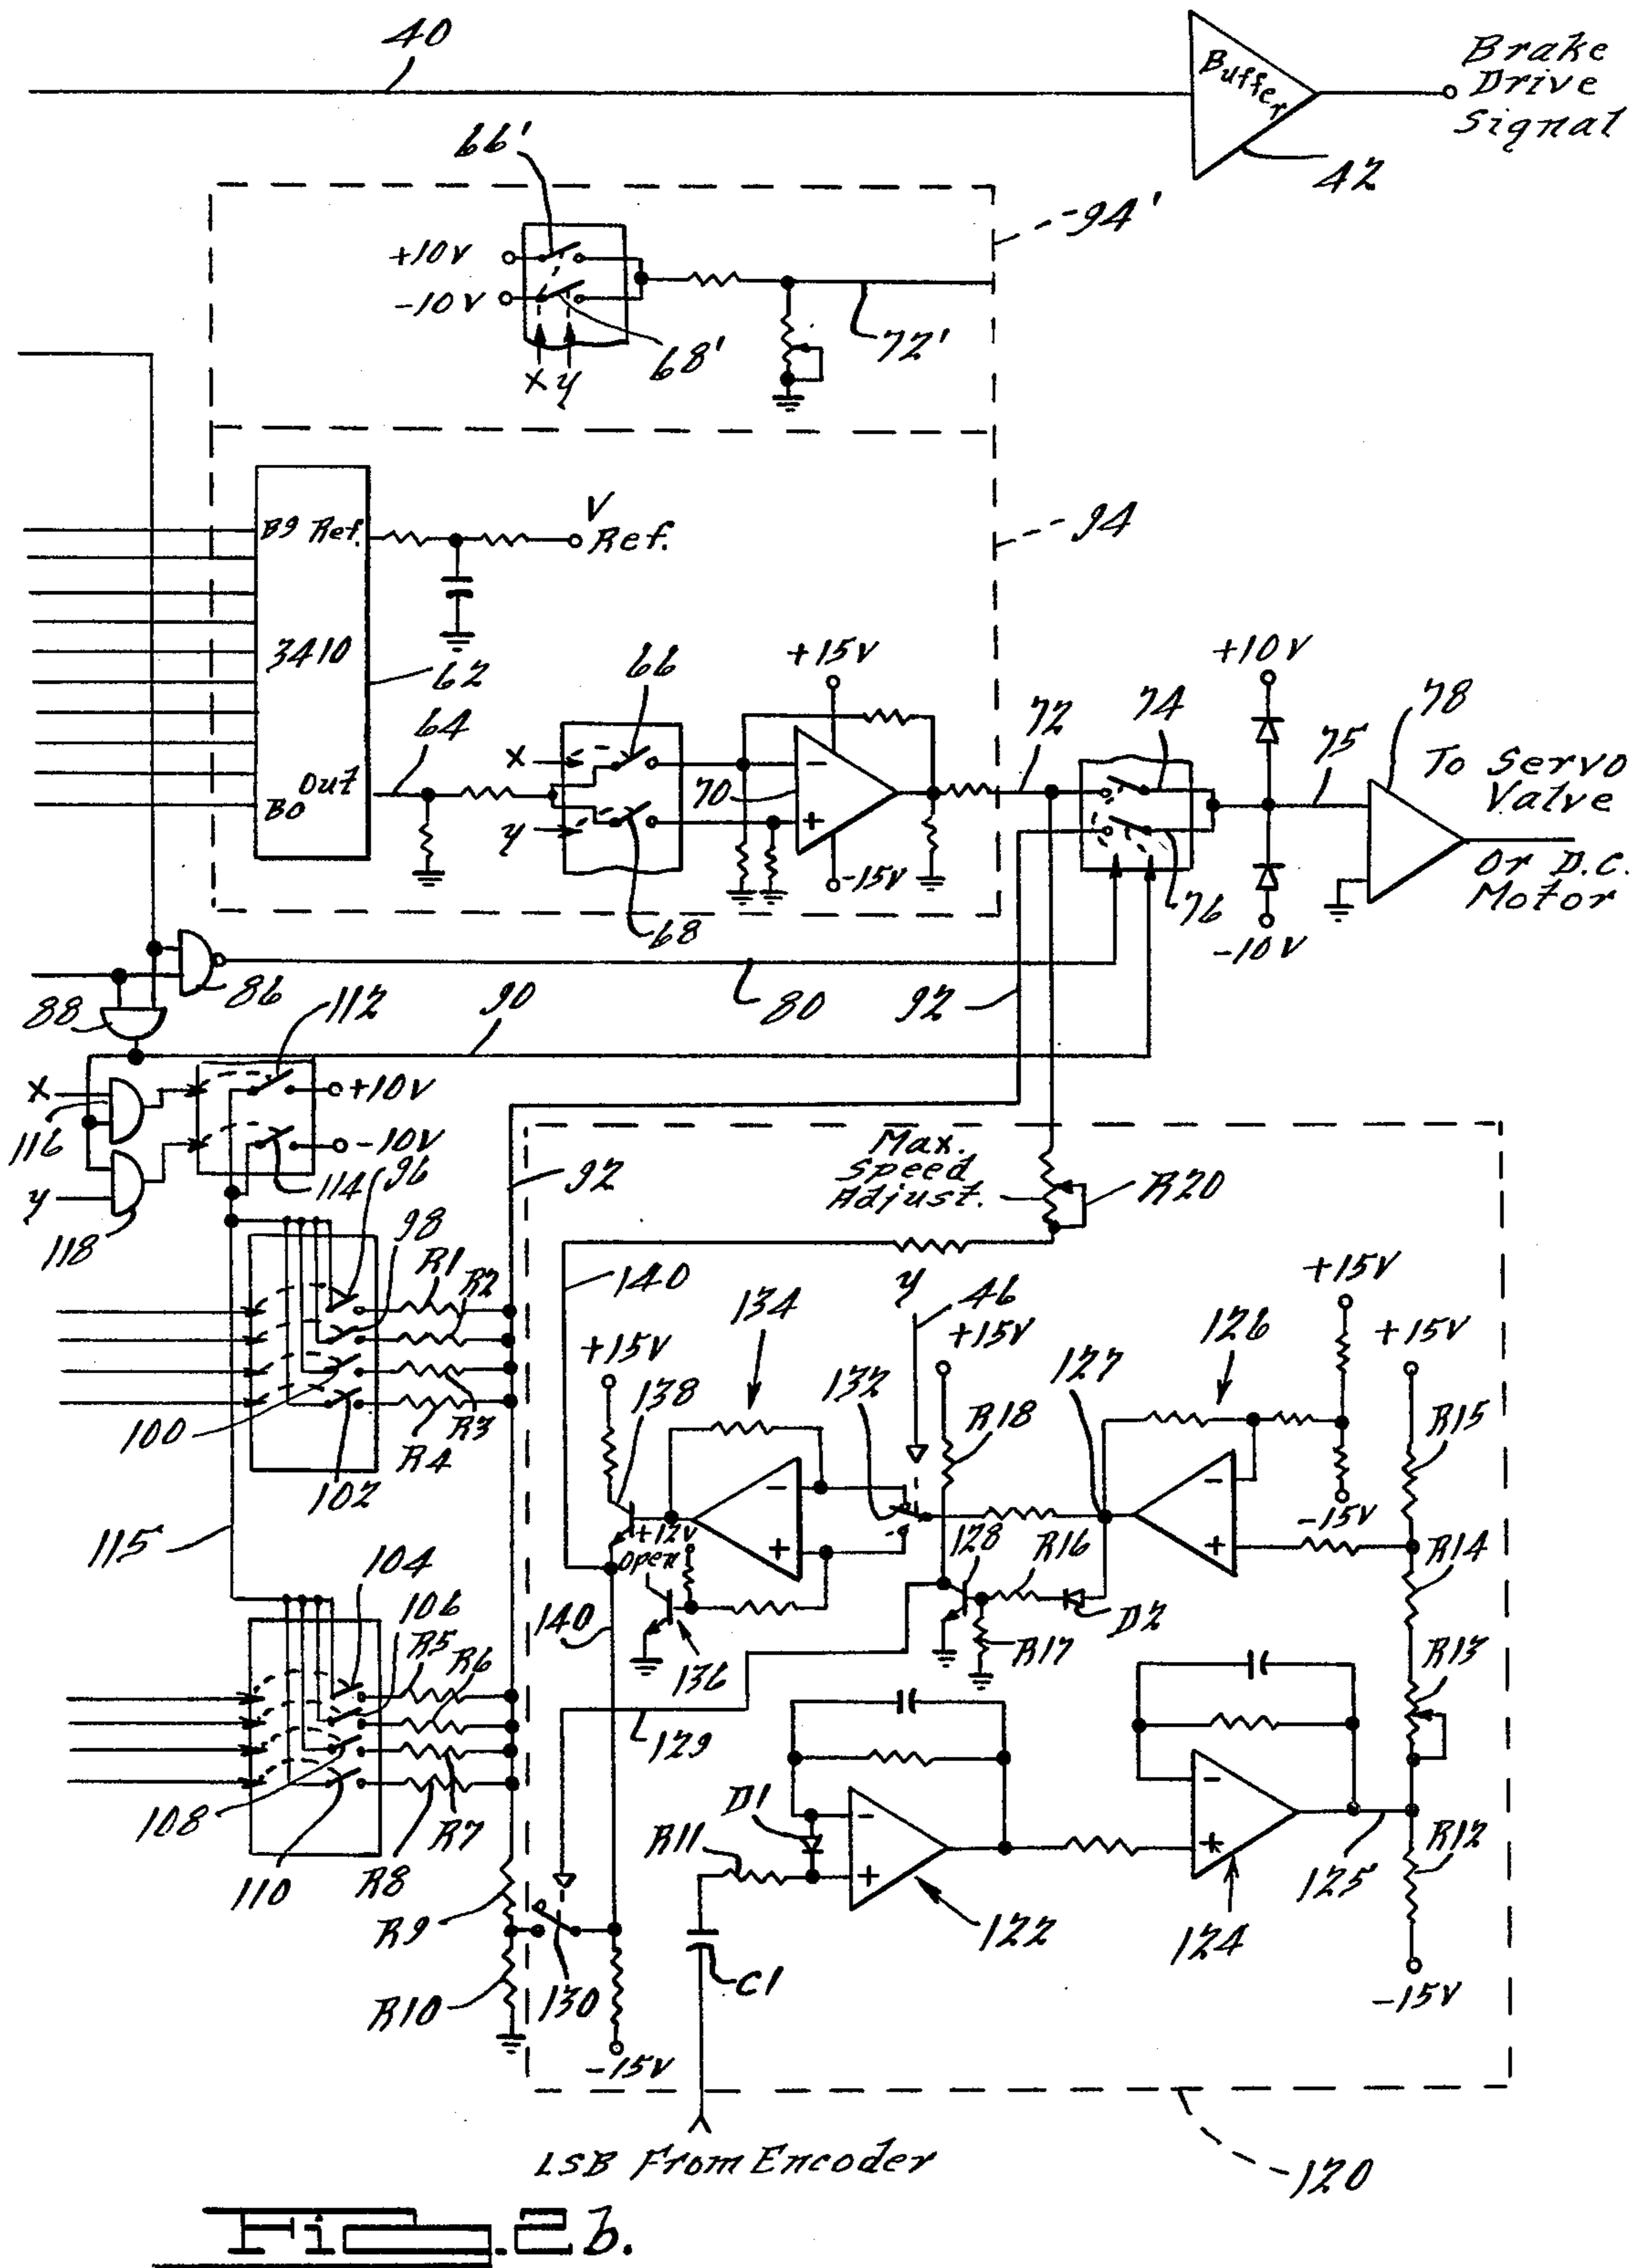 40
Buffer
Brake
Drive
Signal
42
66'
94'
+10V
-10V
68'
72'
X y
V
Ref.
B9 Ref.
94
3410
62
64
66
+15V
+10V
74
72
78
75
To Servo
Valve
X
70
-
+
y
Out
B0
-15V
68
76
-10V
Or D.C.
Motor
86
80
92
88
90
112
X
+10V
116
-10V
114
96
y
118
92
Max.
Speed
Adjust.
R20
98
R1
R2
140
y
46
+15V
134
+15V
126
+15V
+15V
138
132
127
R18
R15
100
R3
R4
102
-
-
-15V
115
+12V
Open
+
128
R16
+
R14
104
106
140
D2
R17
136
R5
R6
R13
129
108
R7
D1
-
-
R11
+
+
R12
110
R8
125
R9
122
124
C1
R10
130
-15V
-15V
LSB From Encoder
120
Fig. 2b.